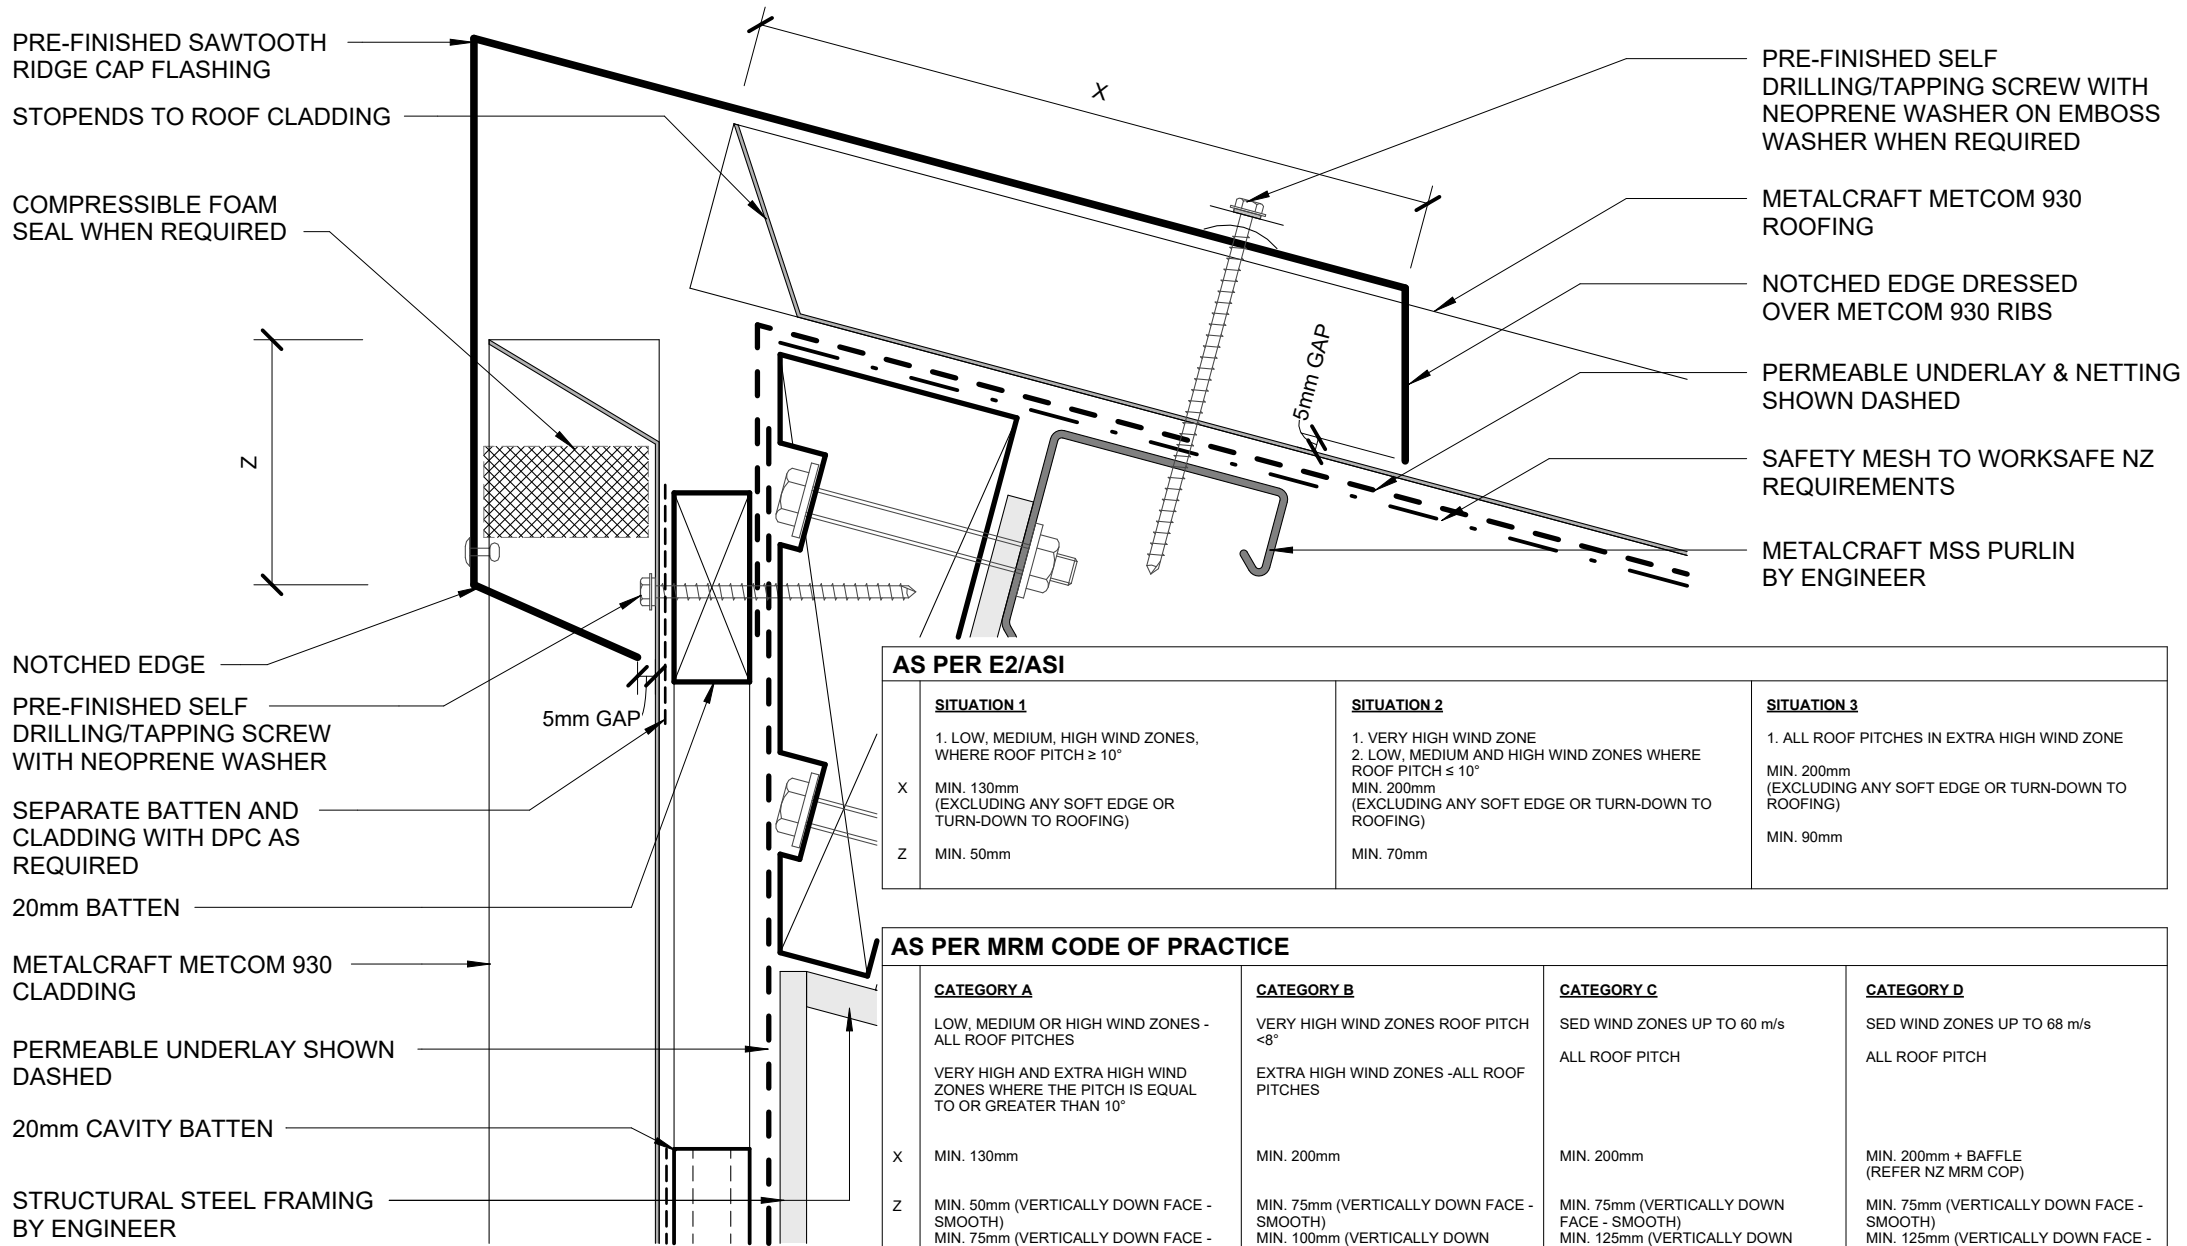 PRE-FINISHED SAWTOOTH
RIDGE CAP FLASHING
STOPENDS TO ROOF CLADDING
COMPRESSIBLE FOAM
SEAL WHEN REQUIRED
Z
NOTCHED EDGE
PRE-FINISHED SELF
DRILLING/TAPPING SCREW
WITH NEOPRENE WASHER
SEPARATE BATTEN AND
CLADDING WITH DPC AS
REQUIRED
20mm BATTEN
METALCRAFT METCOM 930
CLADDING
PERMEABLE UNDERLAY SHOWN
DASHED
20mm CAVITY BATTEN
STRUCTURAL STEEL FRAMING
BY ENGINEER
5mm GAP
X
5mm GAP
PRE-FINISHED SELF
DRILLING/TAPPING SCREW WITH
NEOPRENE WASHER ON EMBOSS
WASHER WHEN REQUIRED
METALCRAFT METCOM 930
ROOFING
NOTCHED EDGE DRESSED
OVER METCOM 930 RIBS
PERMEABLE UNDERLAY & NETTING
SHOWN DASHED
SAFETY MESH TO WORKSAFE NZ
REQUIREMENTS
METALCRAFT MSS PURLIN
BY ENGINEER
AS PER E2/ASI
SITUATION 1
1. LOW, MEDIUM, HIGH WIND ZONES,
WHERE ROOF PITCH ≥ 10°
X
MIN. 130mm
(EXCLUDING ANY SOFT EDGE OR
TURN-DOWN TO ROOFING)
Z
MIN. 50mm
SITUATION 2
1. VERY HIGH WIND ZONE
2. LOW, MEDIUM AND HIGH WIND ZONES WHERE
ROOF PITCH ≤ 10°
MIN. 200mm
(EXCLUDING ANY SOFT EDGE OR TURN-DOWN TO
ROOFING)
MIN. 70mm
SITUATION 3
1. ALL ROOF PITCHES IN EXTRA HIGH WIND ZONE
MIN. 200mm
(EXCLUDING ANY SOFT EDGE OR TURN-DOWN TO
ROOFING)
MIN. 90mm
AS PER MRM CODE OF PRACTICE
CATEGORY A
LOW, MEDIUM OR HIGH WIND ZONES -
ALL ROOF PITCHES
VERY HIGH AND EXTRA HIGH WIND
ZONES WHERE THE PITCH IS EQUAL
TO OR GREATER THAN 10°
X
MIN. 130mm
Z
MIN. 50mm (VERTICALLY DOWN FACE -
SMOOTH)
MIN. 75mm (VERTICALLY DOWN FACE -
CATEGORY B
VERY HIGH WIND ZONES ROOF PITCH
<8°
EXTRA HIGH WIND ZONES -ALL ROOF
PITCHES
MIN. 200mm
MIN. 75mm (VERTICALLY DOWN FACE -
SMOOTH)
MIN. 100mm (VERTICALLY DOWN
CATEGORY C
SED WIND ZONES UP TO 60 m/s
ALL ROOF PITCH
MIN. 200mm
MIN. 75mm (VERTICALLY DOWN
FACE - SMOOTH)
MIN. 125mm (VERTICALLY DOWN
CATEGORY D
SED WIND ZONES UP TO 68 m/s
ALL ROOF PITCH
MIN. 200mm + BAFFLE
(REFER NZ MRM COP)
MIN. 75mm (VERTICALLY DOWN FACE -
SMOOTH)
MIN. 125mm (VERTICALLY DOWN FACE -